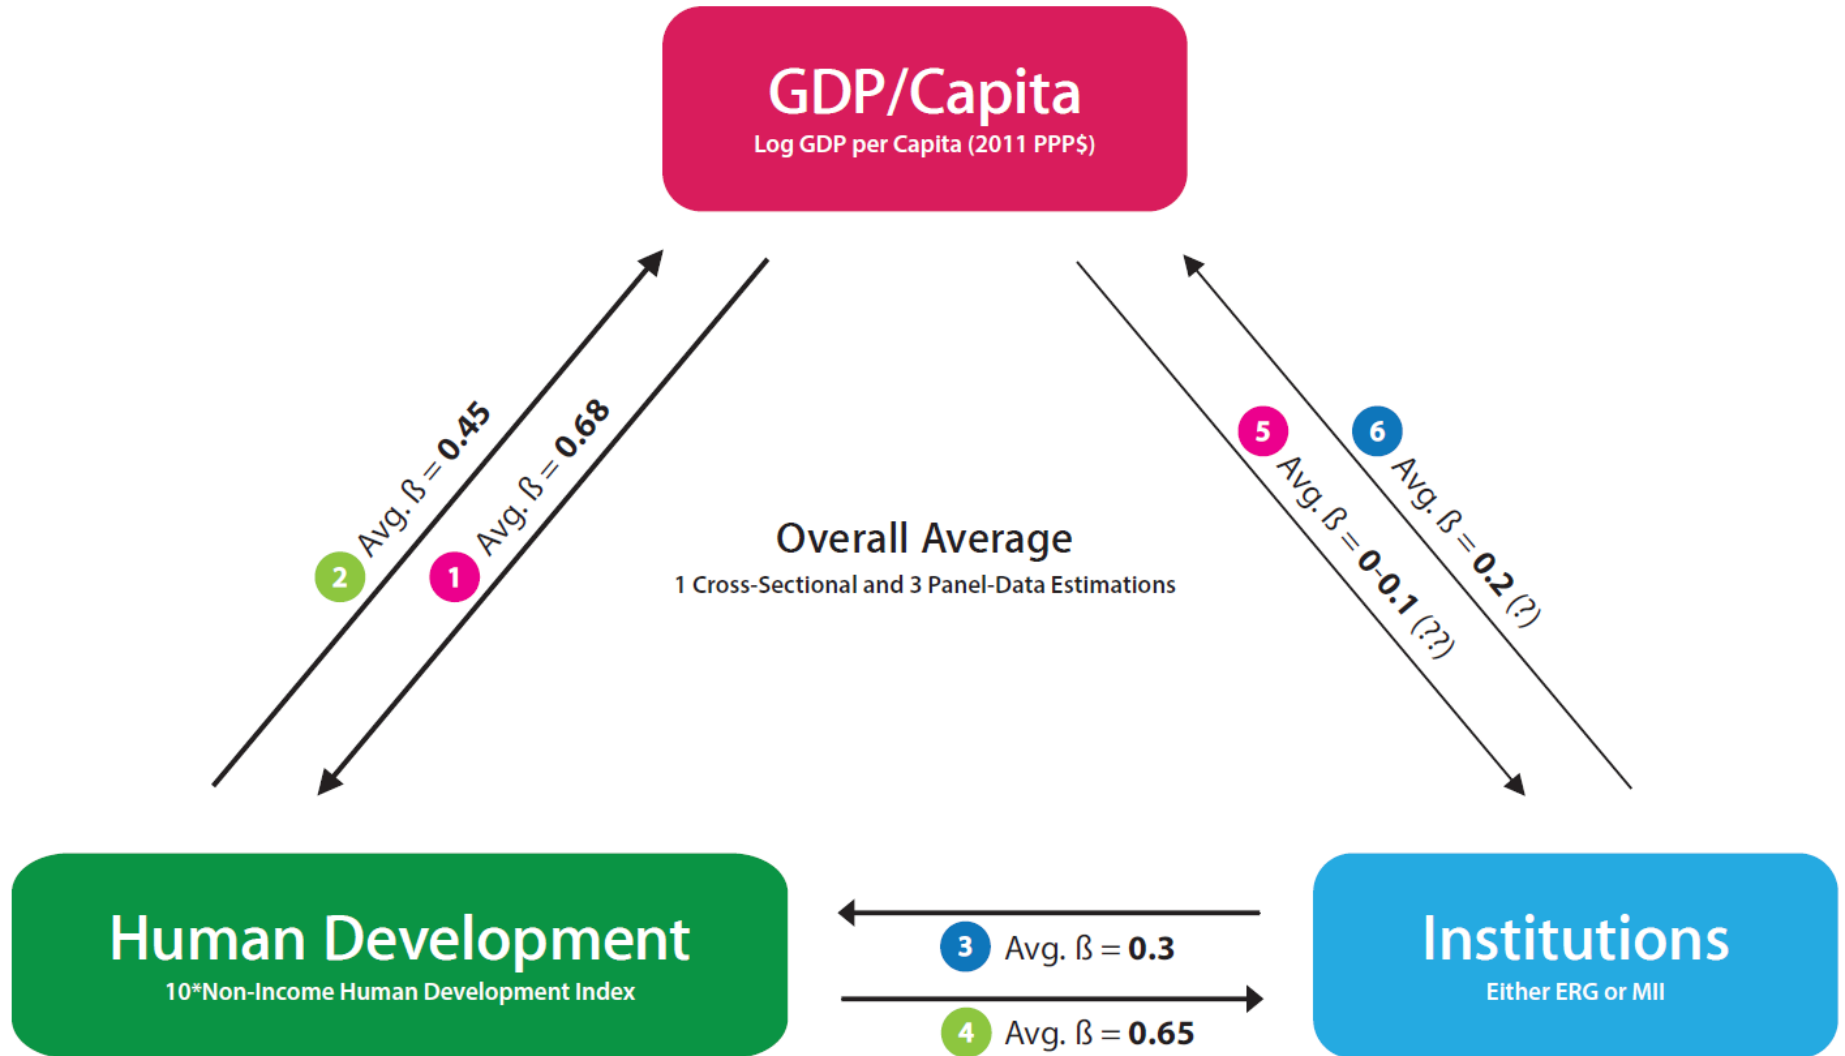 GDP/Capita
Log GDP per Capita (2011 PPP$)
2 Avg. ß = 0.45
1 Avg. ß = 0.68
5 Avg. ß = 0-0.1 (??)
6 Avg. ß = 0.2 (?)
Overall Average
1 Cross-Sectional and 3 Panel-Data Estimations
Human Development
10*Non-Income Human Development Index
3 Avg. ß = 0.3
4 Avg. ß = 0.65
Institutions
Either ERG or MII